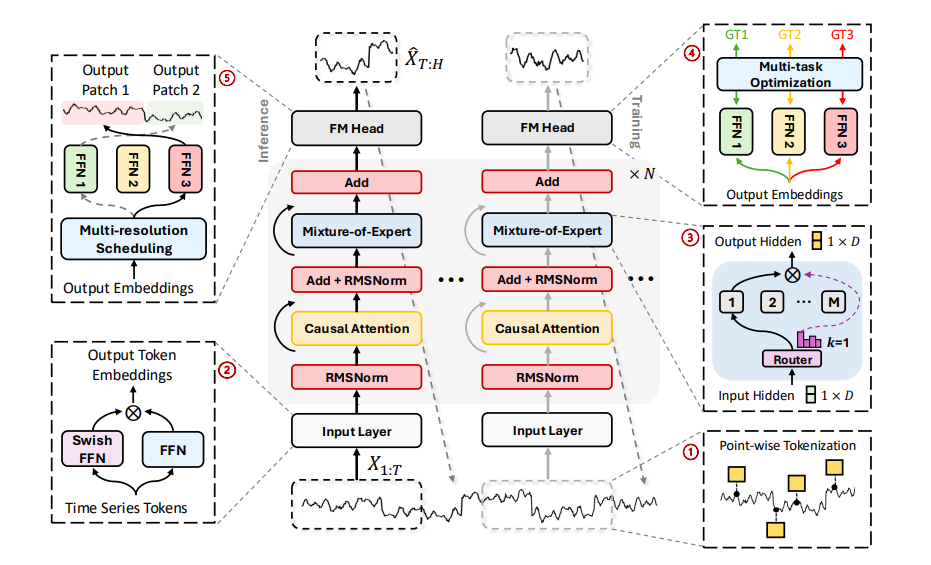 Output
Patch 1
Output
Patch 2
⑤
FFN 1
FFN 2
FFN 3
Multi-resolution
Scheduling
Output Embeddings
Output Token
Embeddings
②
Swish
FFN
FFN
Time Series Tokens
X̂_{T:H}
Inference
FM Head
Add
Mixture-of-Expert
Add + RMSNorm
Causal Attention
RMSNorm
Input Layer
X_{1:T}
...
FM Head
Training
× N
Add
Mixture-of-Expert
Add + RMSNorm
...
Causal Attention
RMSNorm
Input Layer
④
GT1
GT2
GT3
Multi-task
Optimization
FFN 1
FFN 2
FFN 3
Output Embeddings
③
Output Hidden
1 × D
1
2
...
M
k=1
Router
Input Hidden
1 × D
①
Point-wise Tokenization